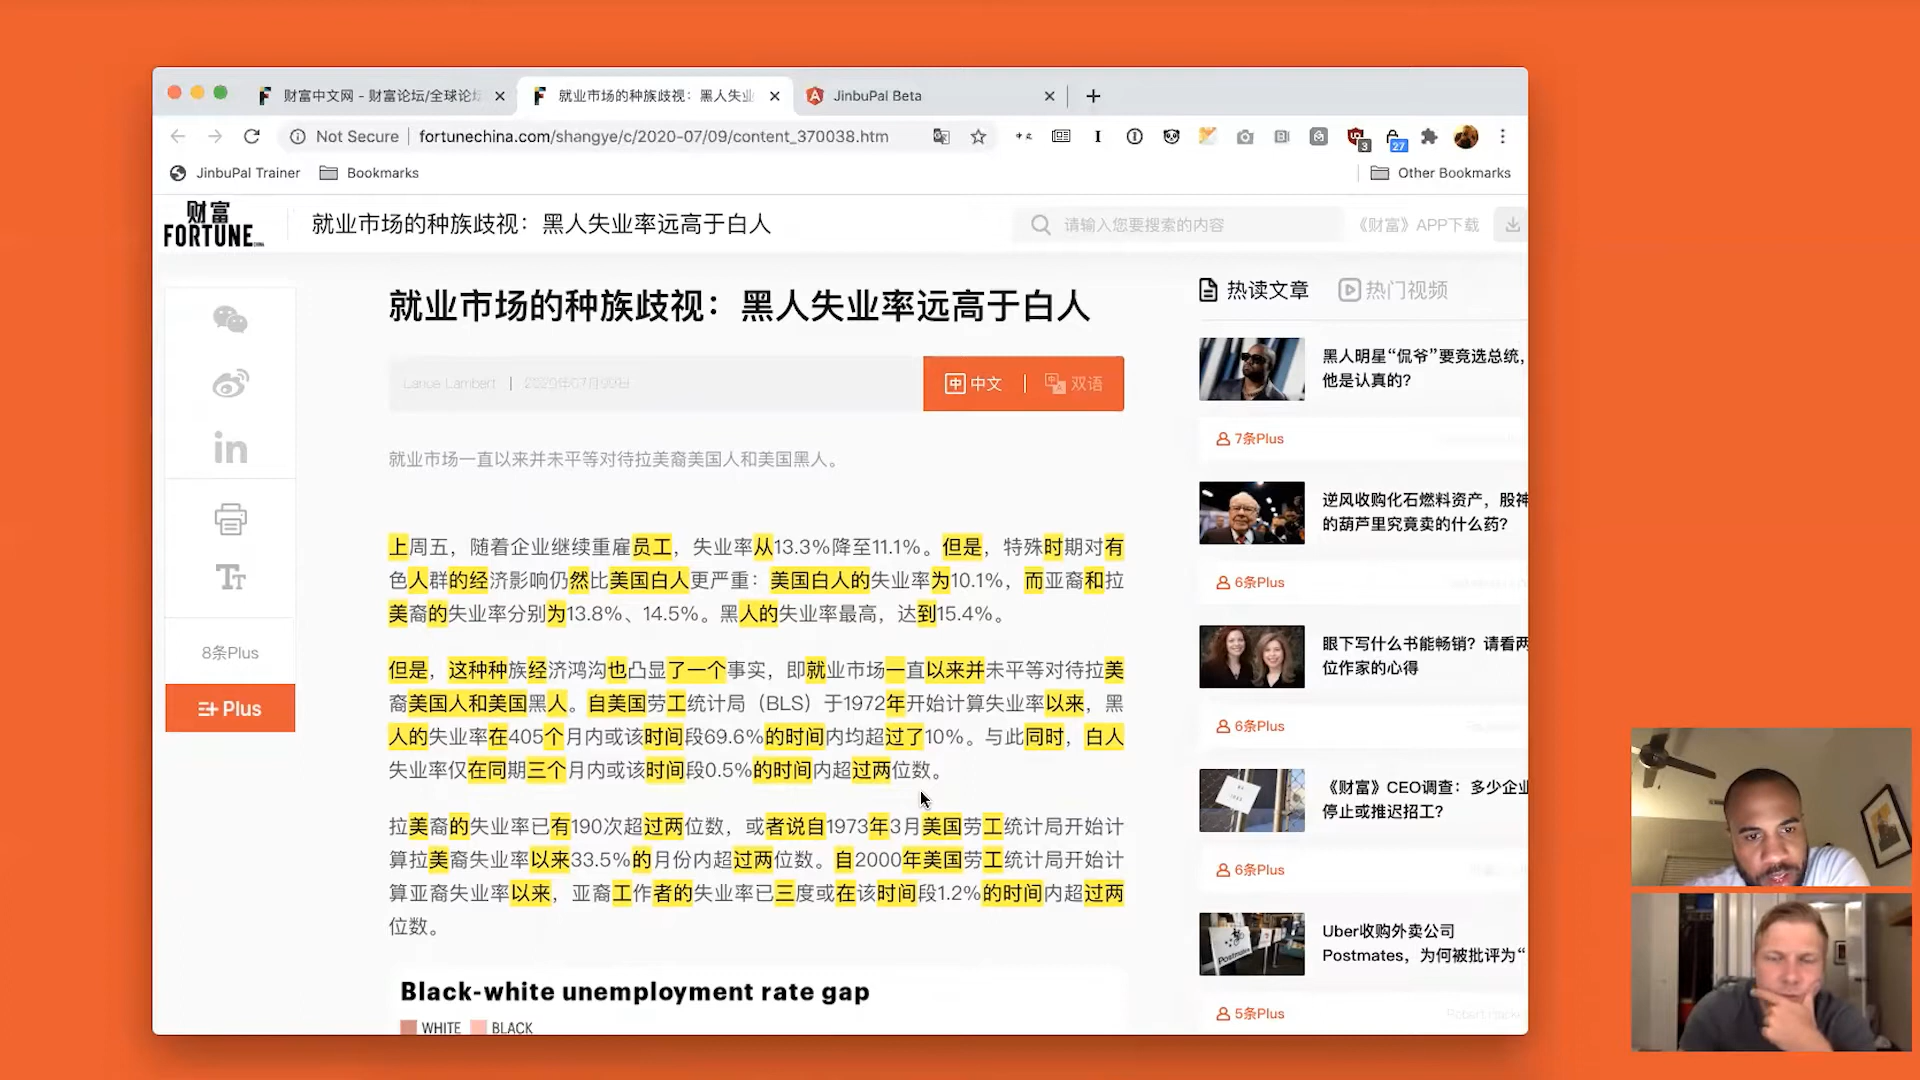 财富中文网 - 财富论坛/全球论坛
就业市场的种族歧视：黑人失业
JinbuPal Beta
Not Secure
fortunechina.com/shangye/c/2020-07/09/content_370038.htm
3
27
JinbuPal Trainer
Bookmarks
Other Bookmarks
财富
FORTUNE
就业市场的种族歧视：黑人失业率远高于白人
请输入您要搜索的内容
《财富》APP下载
就业市场的种族歧视：黑人失业率远高于白人
Lance Lambert | 2020年07月09日
中文 | 双语
就业市场一直以来并未平等对待拉美裔美国人和美国黑人。
上周五，随着企业继续重雇员工，失业率从13.3%降至11.1%。但是，特殊时期对有
色人群的经济影响仍然比美国白人更严重：美国白人的失业率为10.1%，而亚裔和拉
美裔的失业率分别为13.8%、14.5%。黑人的失业率最高，达到15.4%。
但是，这种种族经济鸿沟也凸显了一个事实，即就业市场一直以来并未平等对待拉美
裔美国人和美国黑人。自美国劳工统计局（BLS）于1972年开始计算失业率以来，黑
人的失业率在405个月内或该时间段69.6%的时间内均超过了10%。与此同时，白人
失业率仅在同期三个月内或该时间段0.5%的时间内超过两位数。
拉美裔的失业率已有190次超过两位数，或者说自1973年3月美国劳工统计局开始计
算拉美裔失业率以来33.5%的月份内超过两位数。自2000年美国劳工统计局开始计
算亚裔失业率以来，亚裔工作者的失业率已三度或在该时间段1.2%的时间内超过两
位数。
Black-white unemployment rate gap
WHITE BLACK
8条Plus
Plus
热读文章
热门视频
黑人明星“侃爷”要竞选总统，
他是认真的？
7条Plus
逆风收购化石燃料资产，股神
的葫芦里究竟卖的什么药？
6条Plus
眼下写什么书能畅销？请看两
位作家的心得
6条Plus
《财富》CEO调查：多少企业
停止或推迟招工？
6条Plus
Postmates
Uber收购外卖公司
Postmates，为何被批评为“
5条Plus